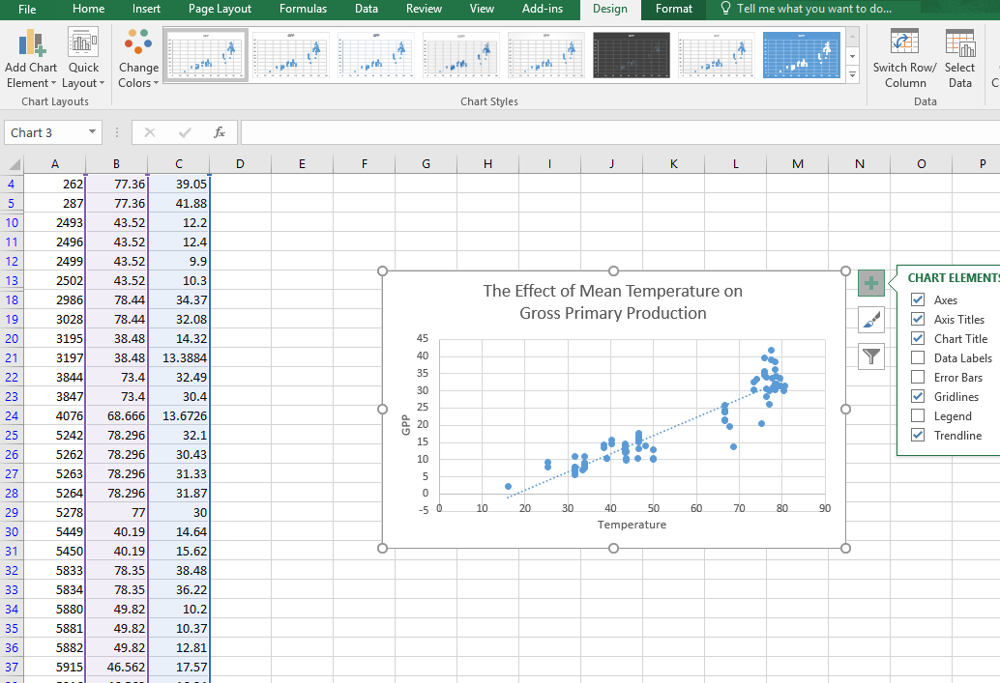 File Home Insert Page Layout Formulas Data Review View Add-ins Design Format Tell me what you want to do...
Add Chart Quick Change Switch Row/ Select
Element Layout Colors Column Data
Chart Layouts Chart Styles Data
Chart 3 fx
A B C D E F G H I J K L M N O P
4 262 77.36 39.05
5 287 77.36 41.88
10 2493 43.52 12.2
11 2496 43.52 12.4
12 2499 43.52 9.9
13 2502 43.52 10.3
18 2986 78.44 34.37
19 3028 78.44 32.08
20 3195 38.48 14.32
21 3197 38.48 13.3884
22 3844 73.4 32.49
23 3847 73.4 30.4
24 4076 68.666 13.6726
25 5242 78.296 32.1
26 5262 78.296 30.43
27 5263 78.296 31.33
28 5264 78.296 31.87
29 5278 77 30
30 5449 40.19 14.64
31 5450 40.19 15.62
32 5833 78.35 38.48
33 5834 78.35 36.22
34 5880 49.82 10.2
35 5881 49.82 10.37
36 5882 49.82 12.81
37 5915 46.562 17.57
The Effect of Mean Temperature on
Gross Primary Production
45
40
35
30
25
20
15
10
5
0
-5
GPP
0 10 20 30 40 50 60 70 80 90
Temperature
CHART ELEMENTS
Axes
Axis Titles
Chart Title
Data Labels
Error Bars
Gridlines
Legend
Trendline